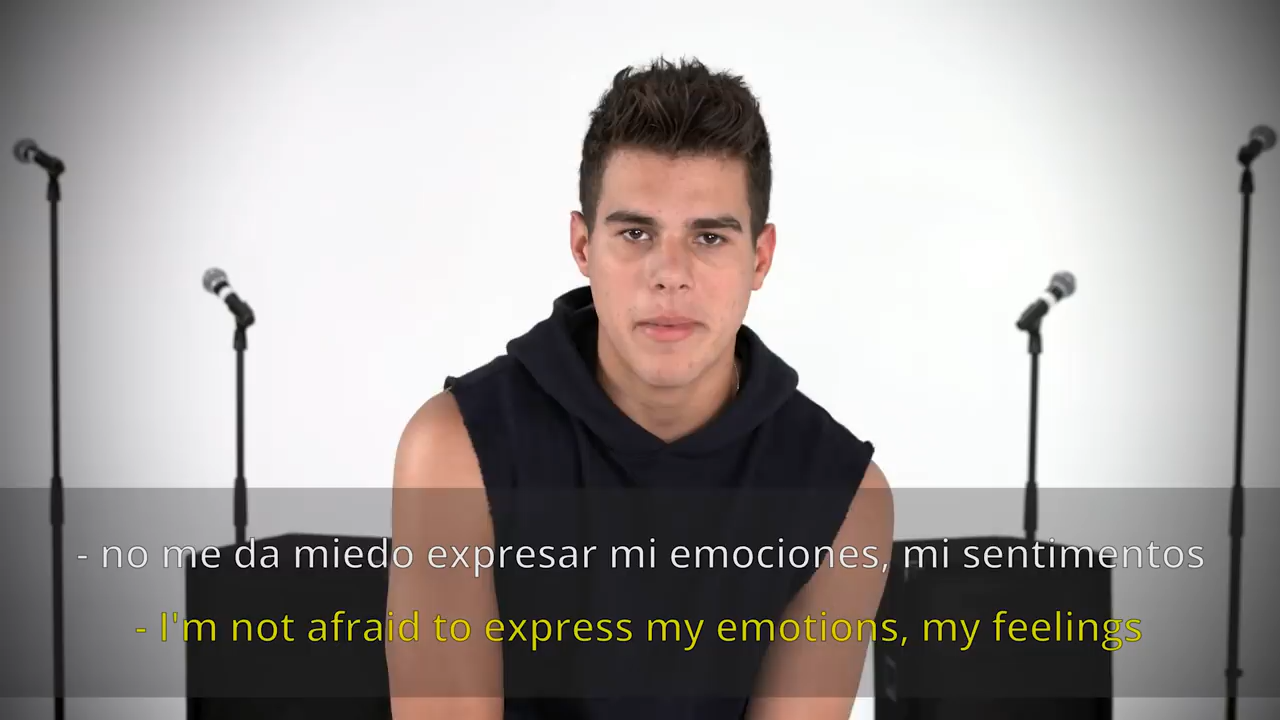 - no me da miedo expresar mi emociones, mi sentimentos
- I'm not afraid to express my emotions, my feelings